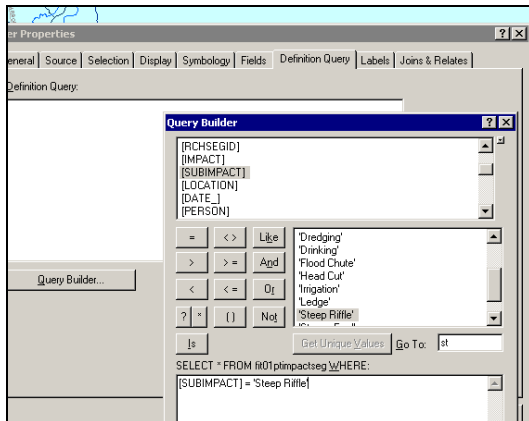 er Properties
eneral Source Selection Display Symbology Fields Definition Query Labels Joins & Relates
Definition Query:
Query Builder...
Query Builder
[RCHSEGID]
[IMPACT]
[SUBIMPACT]
[LOCATION]
[DATE_]
[PERSON]
= <> Like
> >= And
< <= Or
? * () Not
Is
'Dredging'
'Drinking'
'Flood Chute'
'Head Cut'
'Irrigation'
'Ledge'
'Steep Riffle'
Get Unique Values Go To: st
SELECT * FROM fit01ptimpactseg WHERE:
[SUBIMPACT] = 'Steep Riffle'